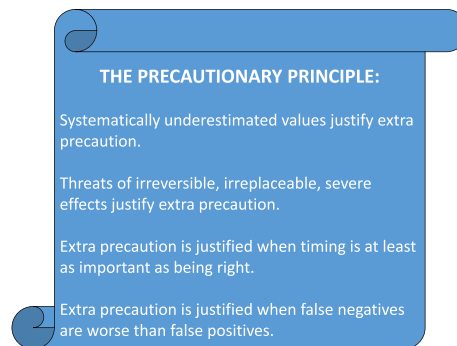 THE PRECAUTIONARY PRINCIPLE:
Systematically underestimated values justify extra
precaution.
Threats of irreversible, irreplaceable, severe
effects justify extra precaution.
Extra precaution is justified when timing is at least
as important as being right.
Extra precaution is justified when false negatives
are worse than false positives.